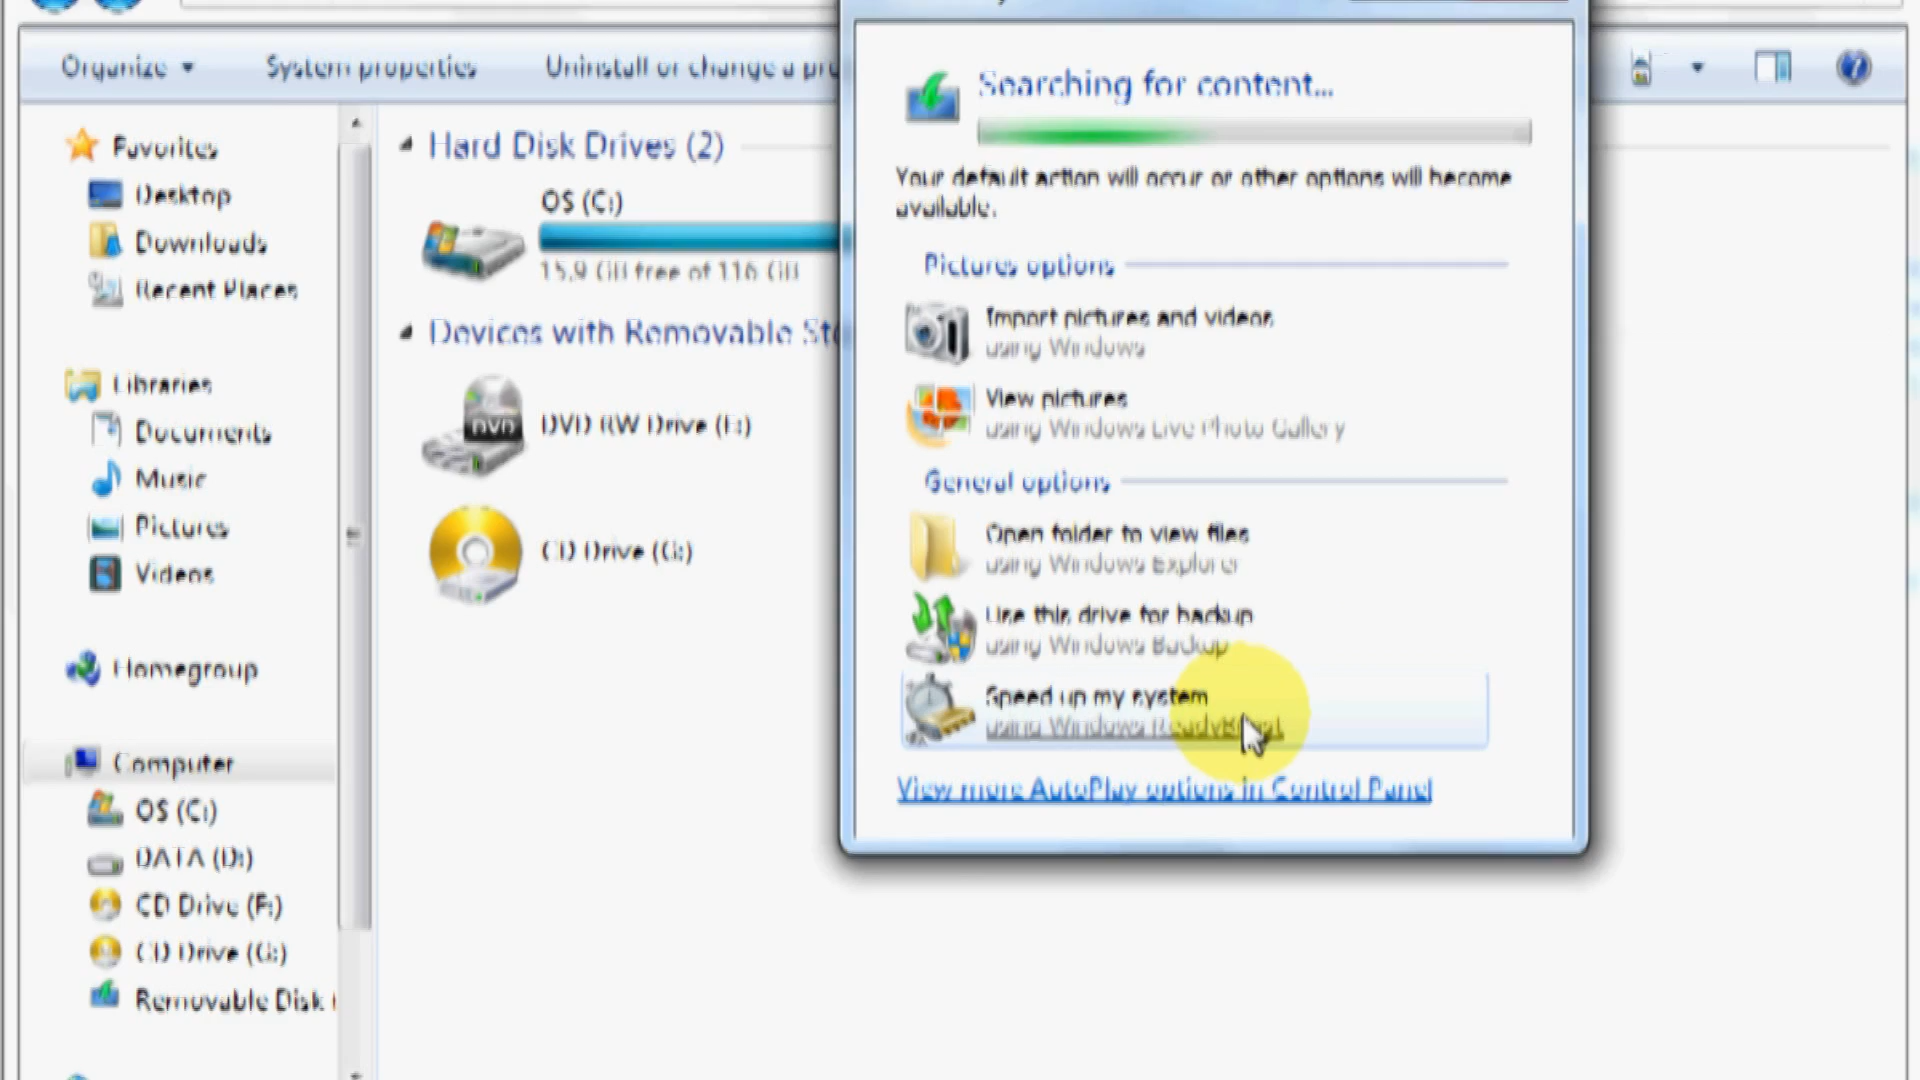 Organize
System properties
Uninstall or change a pro
Favorites
Desktop
Downloads
Recent Places
Libraries
Documents
Music
Pictures
Videos
Homegroup
Computer
OS (C:)
DATA (D:)
CD Drive (F:)
CD Drive (G:)
Removable Disk
Hard Disk Drives (2)
OS (C:)
15.9 GB free of 116 GB
Devices with Removable Sto
DVD
DVD RW Drive (E:)
CD Drive (G:)
Searching for content...
Your default action will occur or other options will become
available.
Pictures options
Import pictures and videos
using Windows
View pictures
using Windows Live Photo Gallery
General options
Open folder to view files
using Windows Explorer
Use this drive for backup
using Windows Backup
Speed up my system
using Windows ReadyBoost
View more AutoPlay options in Control Panel